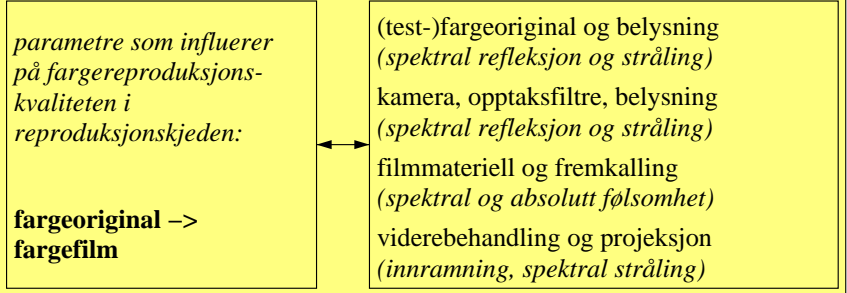 parametre som influerer
på fargereproduksjons-
kvaliteten i
reproduksjonskjeden:
fargeoriginal −>
fargefilm
(test-)fargeoriginal og belysning
(spektral refleksjon og stråling)
kamera, opptaksfiltre, belysning
(spektral refleksjon og stråling)
filmmateriell og fremkalling
(spektral og absolutt følsomhet)
viderebehandling og projeksjon
(innramning, spektral stråling)